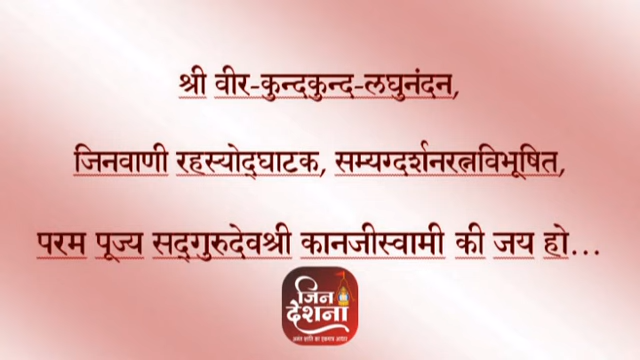 श्री वीर-कुन्दकुन्द-लघुनंदन,
जिनवाणी रहस्योद्घाटक, सम्यग्दर्शनरत्नविभूषित,
परम पूज्य सद्गुरुदेवश्री कानजीस्वामी की जय हो...
जिन
देशना